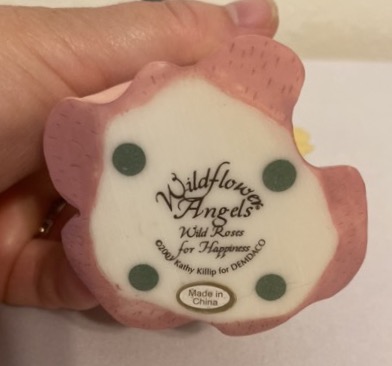 Wildflower
Angels
Wild Roses
for Happiness
©2007 Kathy Killip for DEMDACO
Made in
China